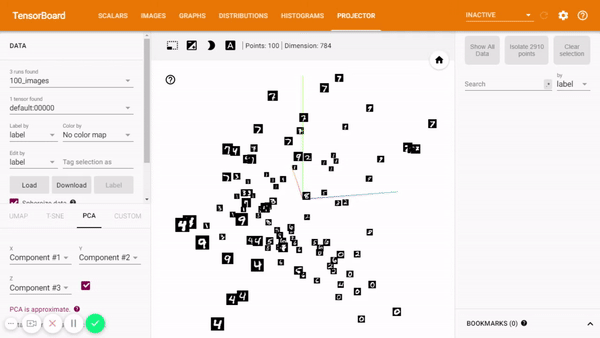 TensorBoard SCALARS IMAGES GRAPHS DISTRIBUTIONS HISTOGRAMS PROJECTOR INACTIVE
DATA
3 runs found
100_images
1 tensor found
default:00000
Label by Color by
label No color map
Edit by
label Tag selection as
Load Download Label
Spherize data
UMAP T-SNE PCA CUSTOM
X Y
Component #1 Component #2
Z
Component #3
PCA is approximate.
Points: 100 | Dimension: 784
Show All Data
Isolate 2910 points
Clear selection
by
Search label
BOOKMARKS (0)